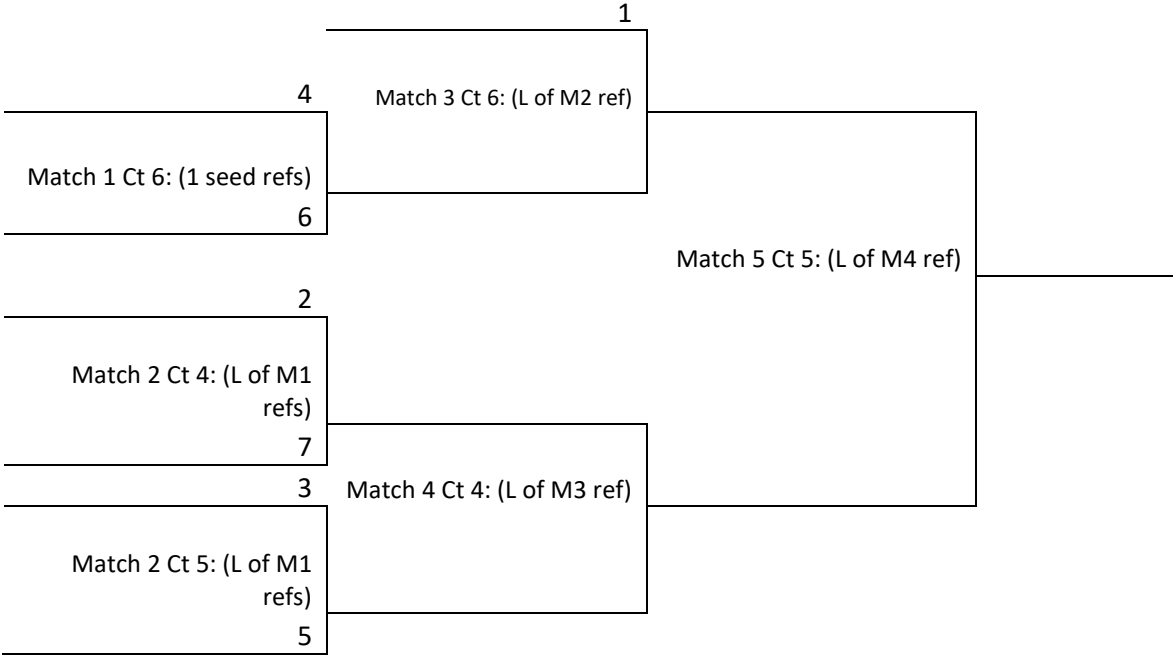 1
4
Match 3 Ct 6: (L of M2 ref)
Match 1 Ct 6: (1 seed refs)
6
Match 5 Ct 5: (L of M4 ref)
2
Match 2 Ct 4: (L of M1
refs)
7
3
Match 4 Ct 4: (L of M3 ref)
Match 2 Ct 5: (L of M1
refs)
5